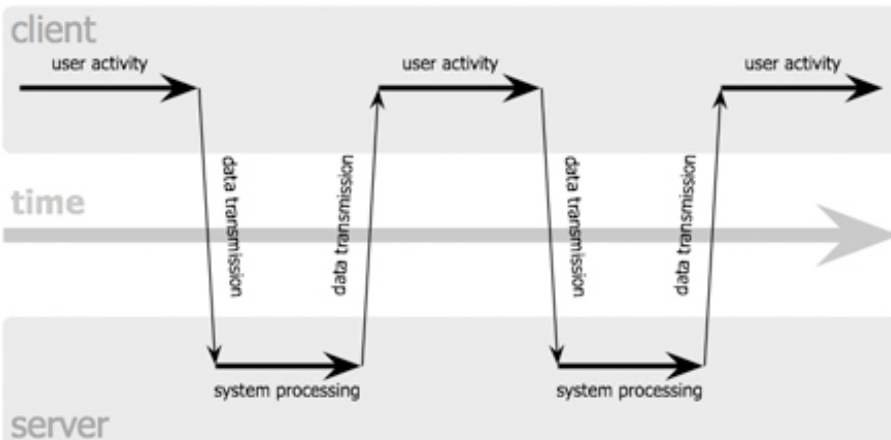 client
user activity
user activity
user activity
data transmission
data transmission
data transmission
data transmission
time
system processing
system processing
server